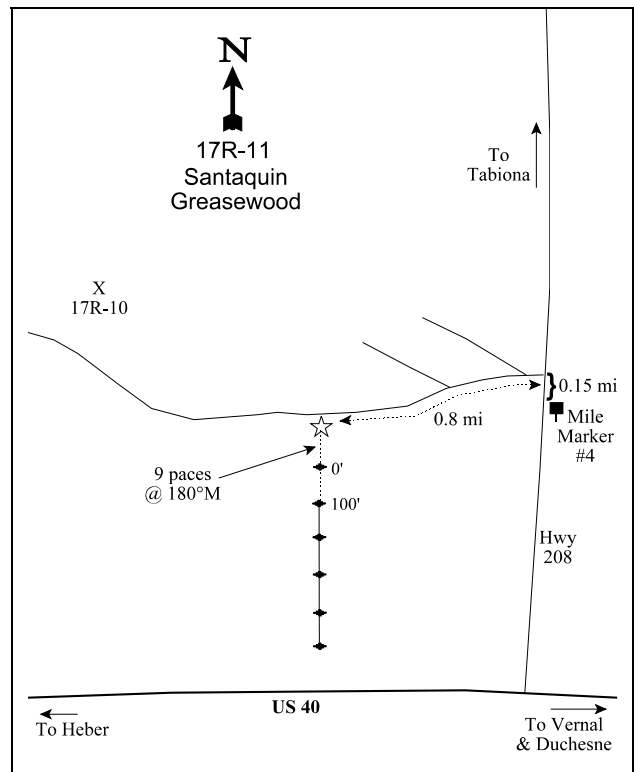 N
17R-11
Santaquin
Greasewood
To
Tabiona
X
17R-10
0.15 mi
0.8 mi
Mile
Marker
#4
9 paces
@ 180°M
0'
100'
Hwy
208
US 40
To Heber
To Vernal
& Duchesne